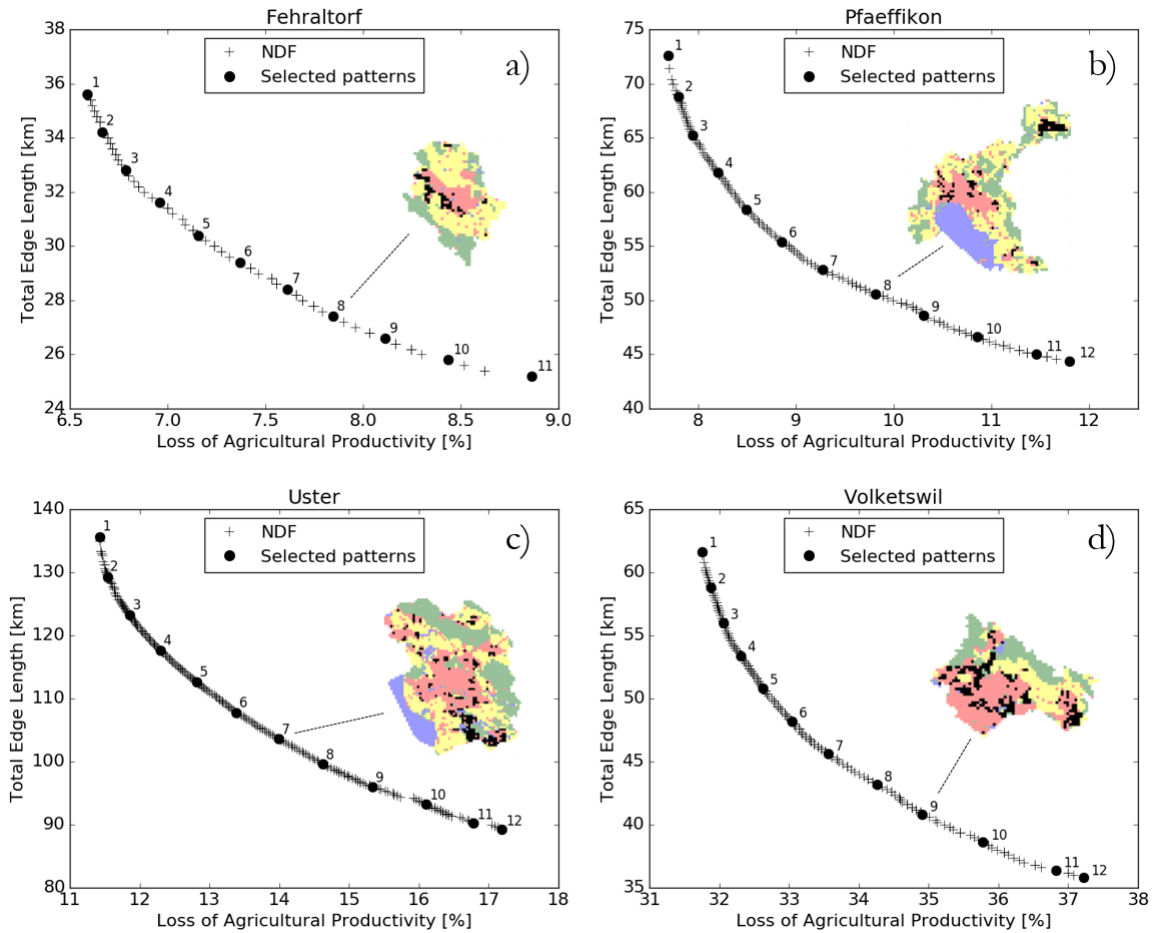 Fehraltorf
NDF
Selected patterns
a)
1
2
3
4
5
6
7
8
9
10
11
38
36
34
32
30
28
26
24
6.5 7.0 7.5 8.0 8.5 9.0
Total Edge Length [km]
Loss of Agricultural Productivity [%]
Pfaeffikon
NDF
Selected patterns
b)
1
2
3
4
5
6
7
8
9
10
11
12
75
70
65
60
55
50
45
40
8 9 10 11 12
Total Edge Length [km]
Loss of Agricultural Productivity [%]
Uster
NDF
Selected patterns
c)
1
2
3
4
5
6
7
8
9
10
11
12
140
130
120
110
100
90
80
11 12 13 14 15 16 17 18
Total Edge Length [km]
Loss of Agricultural Productivity [%]
Volketswil
NDF
Selected patterns
d)
1
2
3
4
5
6
7
8
9
10
11
12
65
60
55
50
45
40
35
31 32 33 34 35 36 37 38
Total Edge Length [km]
Loss of Agricultural Productivity [%]